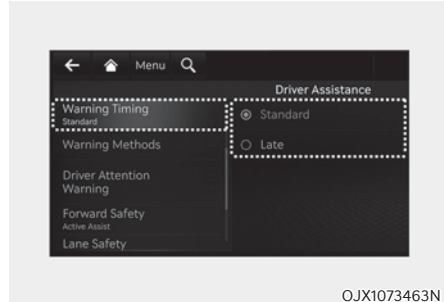 Menu
Driver Assistance
Warning Timing
Standard
Standard
Late
Warning Methods
Driver Attention
Warning
Forward Safety
Active Assist
Lane Safety
OJX1073463N